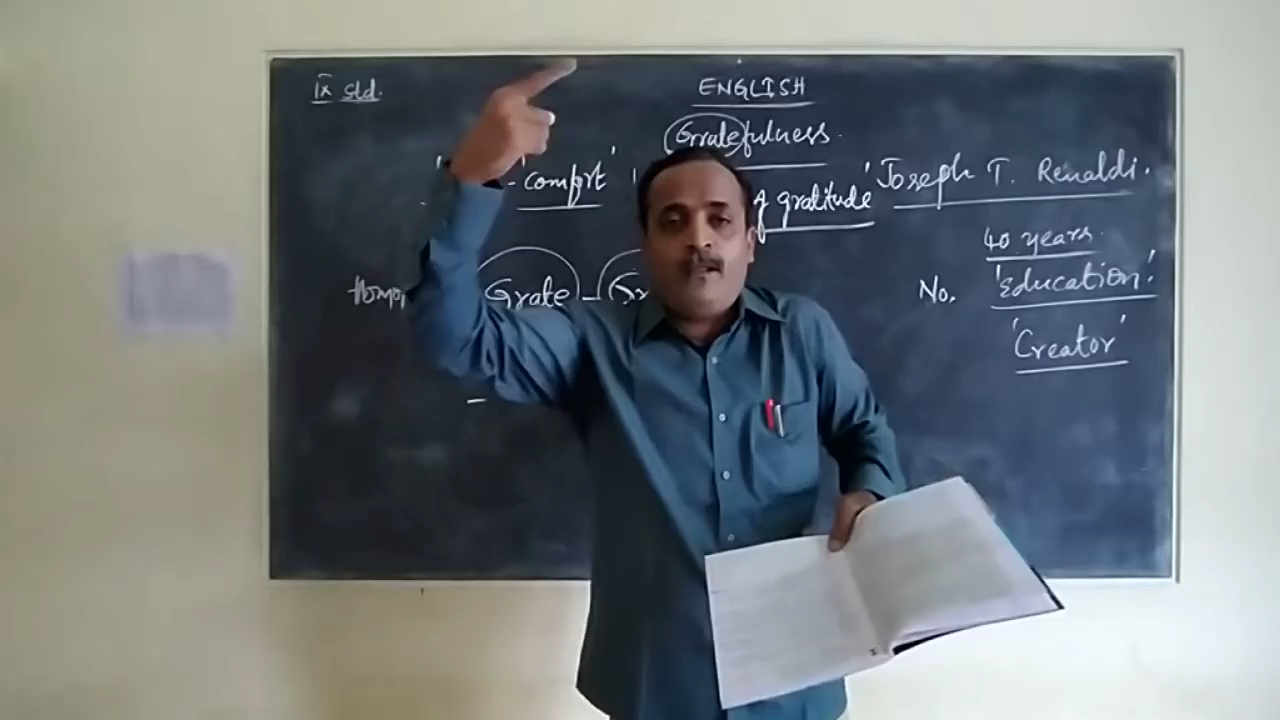 IX std.
ENGLISH
Gratefulness.
'comfort'
gratitude'
'Joseph T. Renaldi.
40 years.
Grate -
No. 'Education'.
'Creator'